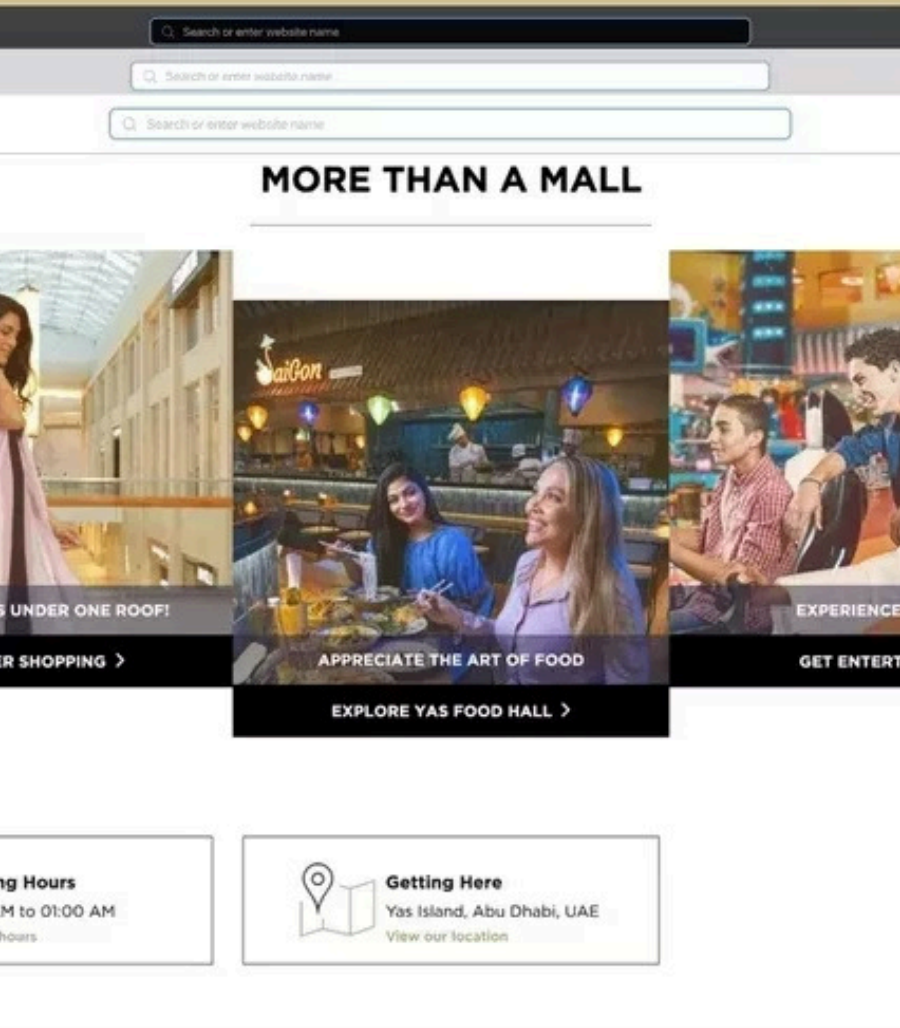 Search or enter website name
Search or enter website name
Search or enter website name
MORE THAN A MALL
SaiGon
S UNDER ONE ROOF!
ER SHOPPING
APPRECIATE THE ART OF FOOD
EXPLORE YAS FOOD HALL
EXPERIENCE
GET ENTERT
ng Hours
M to 01:00 AM
hours
Getting Here
Yas Island, Abu Dhabi, UAE
View our location